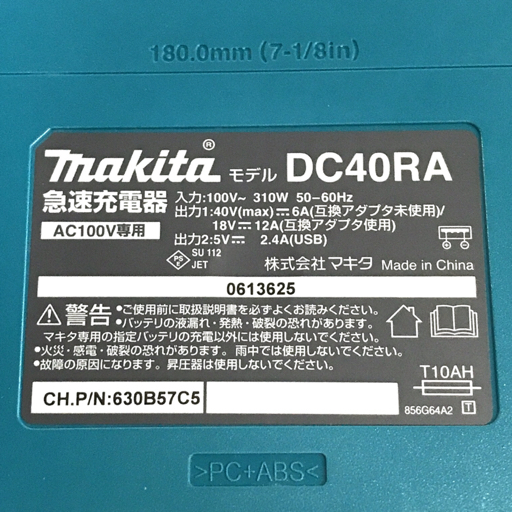 180.0mm (7-1/8in)
makita® モデル DC40RA
急速充電器
AC100V専用
入力:100V~ 310W 50-60Hz
出力1:40V(max)⎓6A(互換アダプタ未使用)/
18V⎓12A(互換アダプタ使用)
出力2:5V⎓ 2.4A(USB)
PSE
SU 112
JET
株式会社マキタ Made in China
0613625
警告
●ご使用前に取扱説明書を必ずよくお読みください。
●バッテリの液漏れ・発熱・破裂の恐れがあります。
マキタ専用の指定バッテリの充電以外には使用しないでください。
●火災・感電・破裂の恐れがあります。雨中では使用しないでください。
●故障の原因になります。昇圧器は使用しないでください。
CH.P/N:630B57C5
T10AH
856G64A2 T
>PC+ABS<